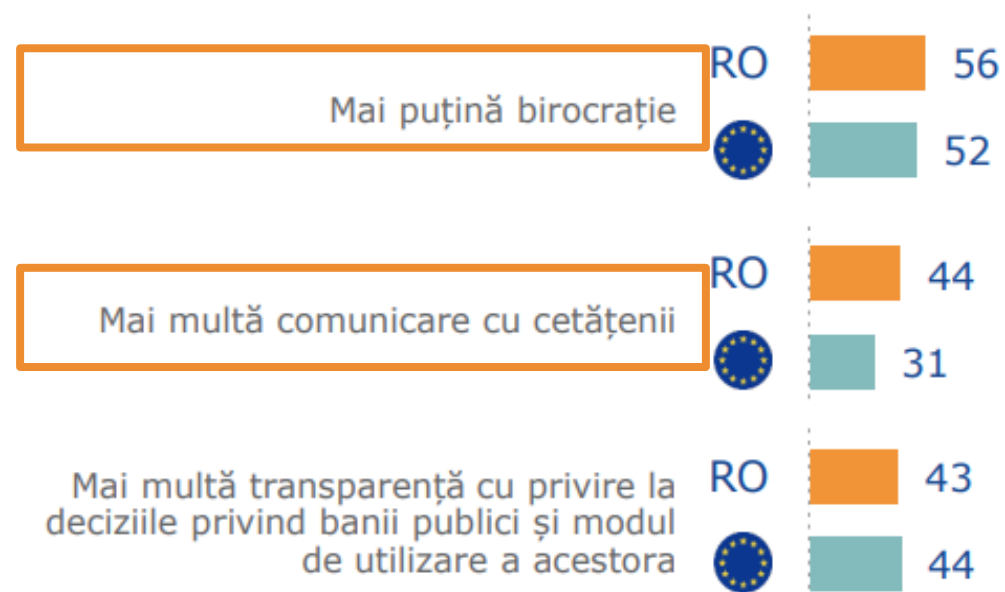 RO 56
Mai puțină birocrație
52
RO 44
Mai multă comunicare cu cetățenii
31
Mai multă transparență cu privire la
deciziile privind banii publici și modul
de utilizare a acestora
RO 43
44